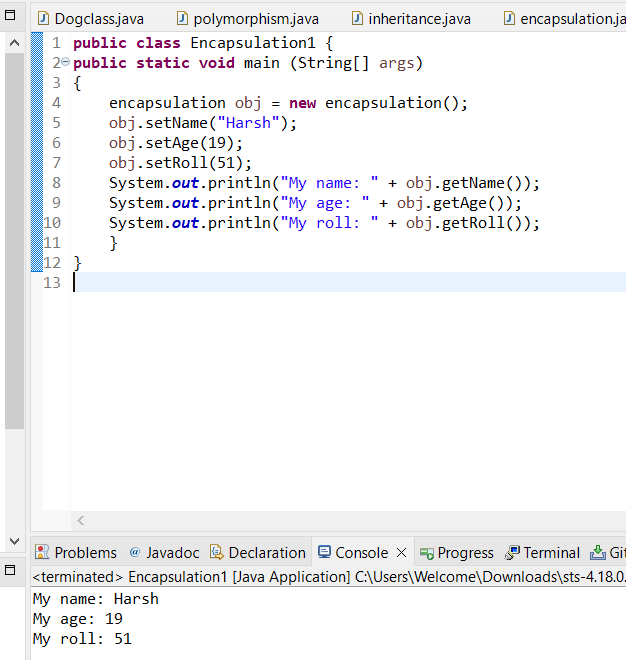 Dogclass.java polymorphism.java inheritance.java encapsulation.ja
1 public class Encapsulation1 {
2 public static void main (String[] args)
3 {
4 encapsulation obj = new encapsulation();
5 obj.setName("Harsh");
6 obj.setAge(19);
7 obj.setRoll(51);
8 System.out.println("My name: " + obj.getName());
9 System.out.println("My age: " + obj.getAge());
10 System.out.println("My roll: " + obj.getRoll());
11 }
12 }
13
Problems @ Javadoc Declaration Console Progress Terminal Git
<terminated> Encapsulation1 [Java Application] C:\Users\Welcome\Downloads\sts-4.18.0.
My name: Harsh
My age: 19
My roll: 51